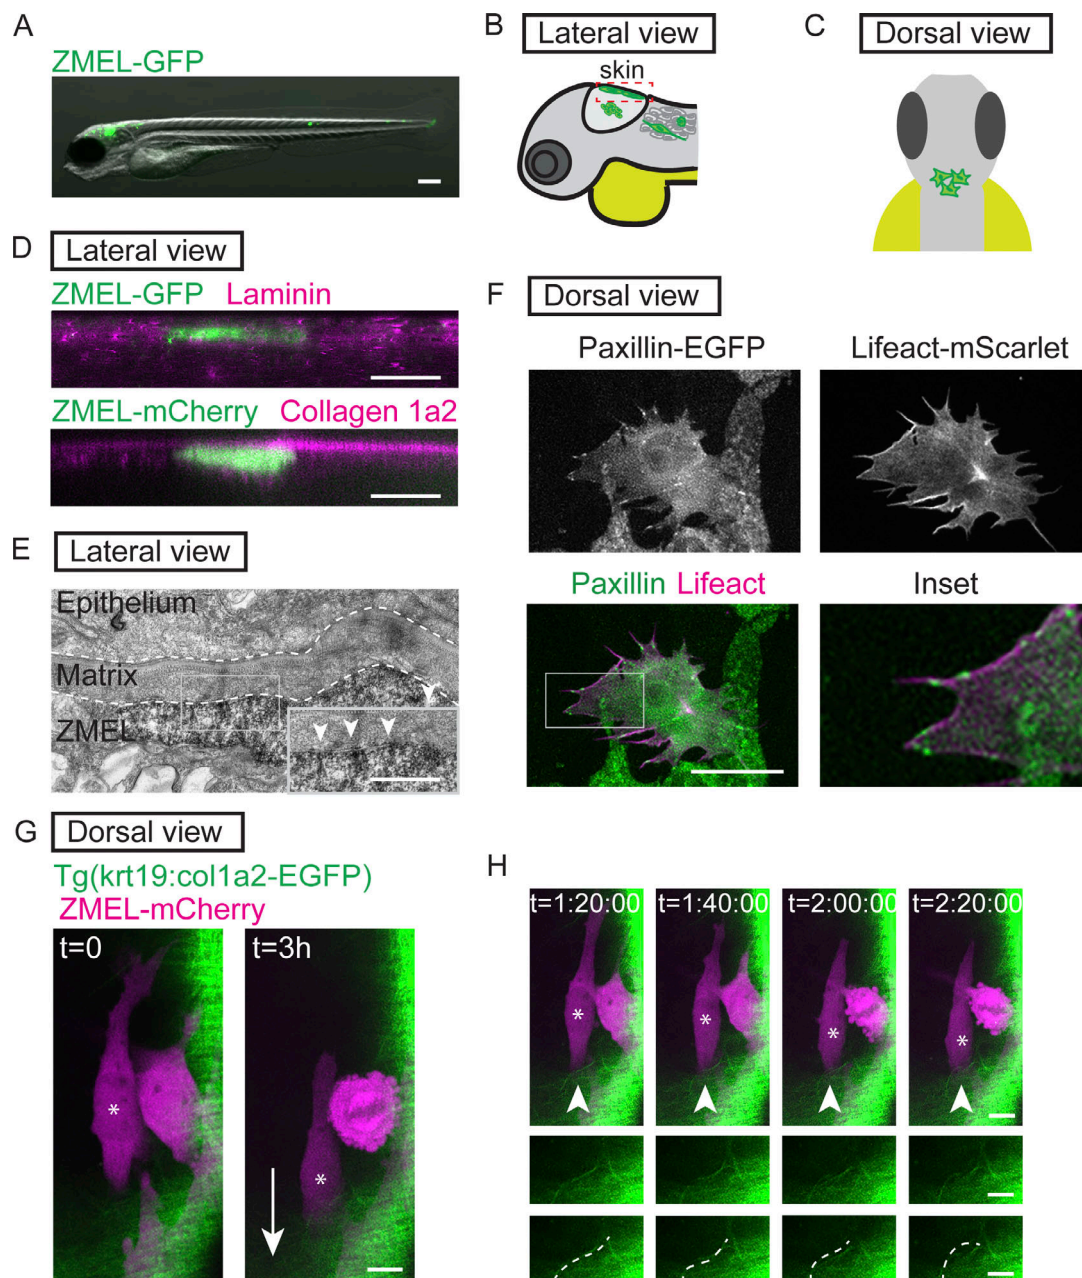 A
ZMEL-GFP
B
Lateral view
skin
C
Dorsal view
D
Lateral view
ZMEL-GFP Laminin
ZMEL-mCherry Collagen 1a2
E
Lateral view
Epithelium
Matrix
ZMEL
F
Dorsal view
Paxillin-EGFP
Lifeact-mScarlet
Paxillin Lifeact
Inset
G
Dorsal view
Tg(krt19:col1a2-EGFP)
ZMEL-mCherry
t=0
t=3h
*
*
H
t=1:20:00
t=1:40:00
t=2:00:00
t=2:20:00
*
*
*
*